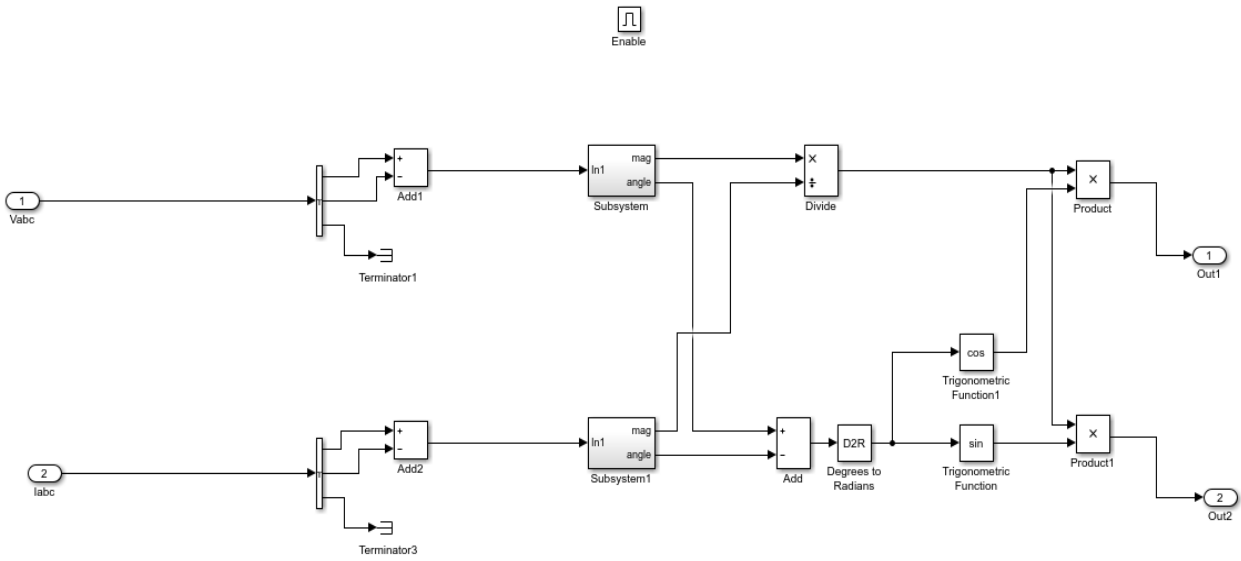 Enable
+
−
Add1
1
Vabc
T
Terminator1
In1
mag
angle
Subsystem
×
÷
Divide
×
Product
1
Out1
cos
Trigonometric
Function1
+
−
Add2
2
Iabc
T
Terminator3
In1
mag
angle
Subsystem1
+
−
Add
D2R
Degrees to
Radians
sin
Trigonometric
Function
×
Product1
2
Out2